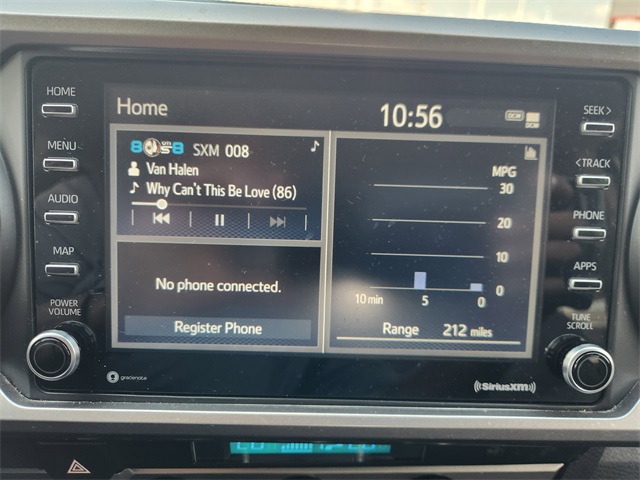 HOME
MENU
AUDIO
MAP
POWER
VOLUME
Home
10:56
DCM
DCM
SXM 008
Van Halen
Why Can't This Be Love (86)
No phone connected.
Register Phone
MPG
30
20
10
0
10 min
5
0
Range 212 miles
SEEK >
< TRACK
PHONE
APPS
TUNE
SCROLL
gracenote
SiriusXM